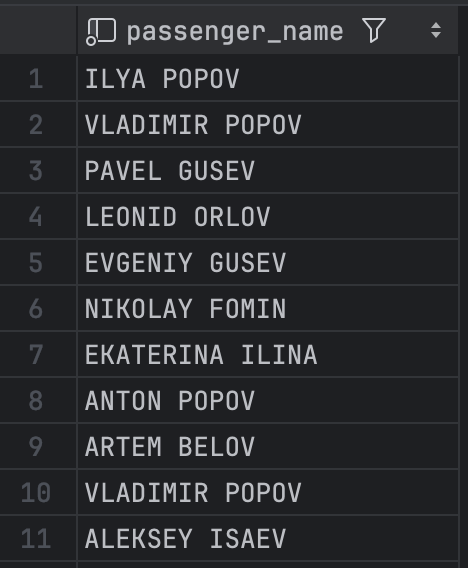 passenger_name
1 ILYA POPOV
2 VLADIMIR POPOV
3 PAVEL GUSEV
4 LEONID ORLOV
5 EVGENIY GUSEV
6 NIKOLAY FOMIN
7 EKATERINA ILINA
8 ANTON POPOV
9 ARTEM BELOV
10 VLADIMIR POPOV
11 ALEKSEY ISAEV